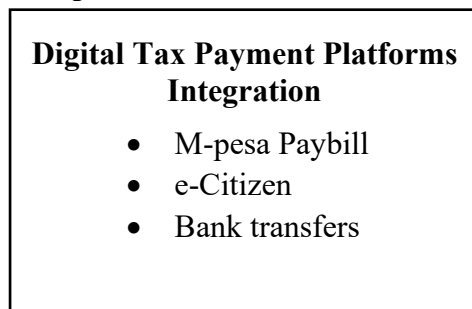 Digital Tax Payment Platforms
Integration
• M-pesa Paybill
• e-Citizen
• Bank transfers